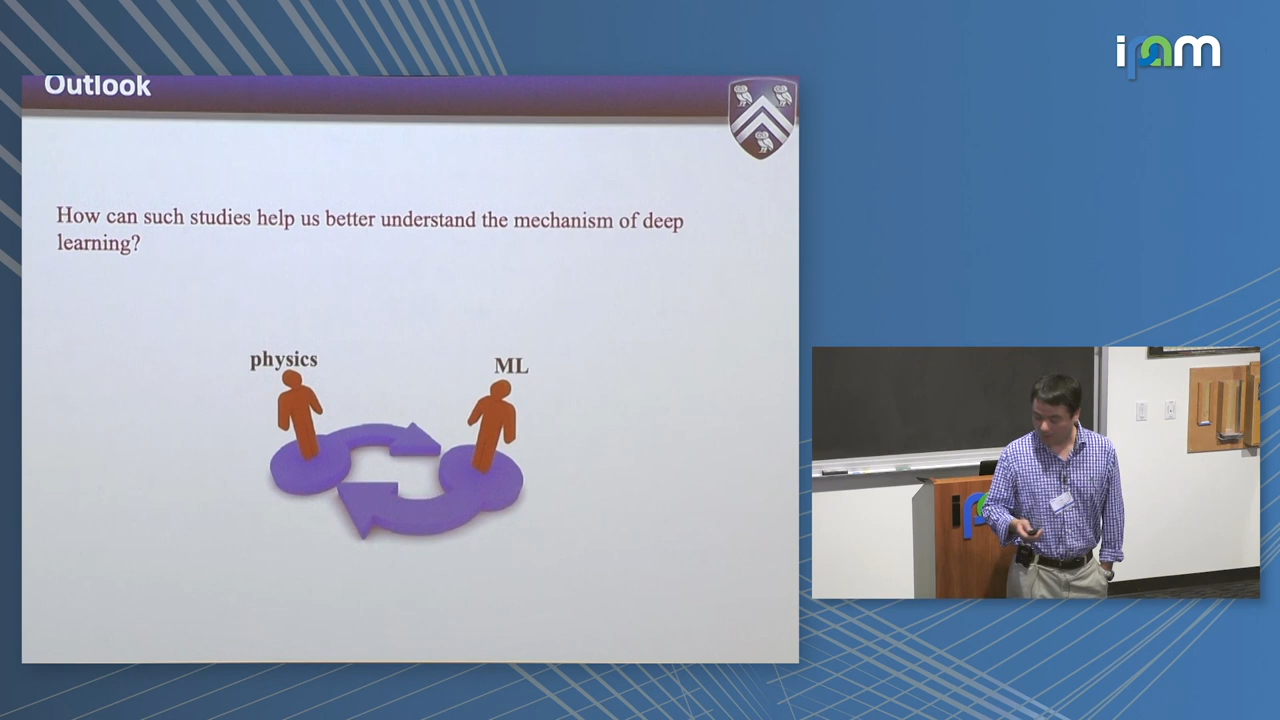 ipam
Outlook
How can such studies help us better understand the mechanism of deep
learning?
physics
ML